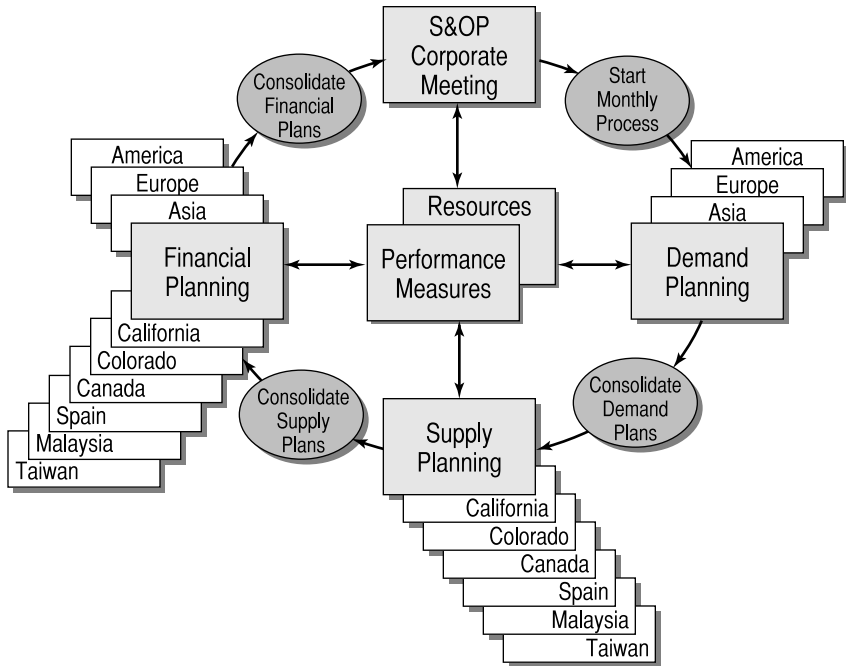 S&OP
Corporate
Meeting
Consolidate
Financial
Plans
Start
Monthly
Process
America
Europe
Asia
Financial
Planning
California
Colorado
Canada
Spain
Malaysia
Taiwan
Resources
Performance
Measures
America
Europe
Asia
Demand
Planning
Consolidate
Supply
Plans
Consolidate
Demand
Plans
Supply
Planning
California
Colorado
Canada
Spain
Malaysia
Taiwan